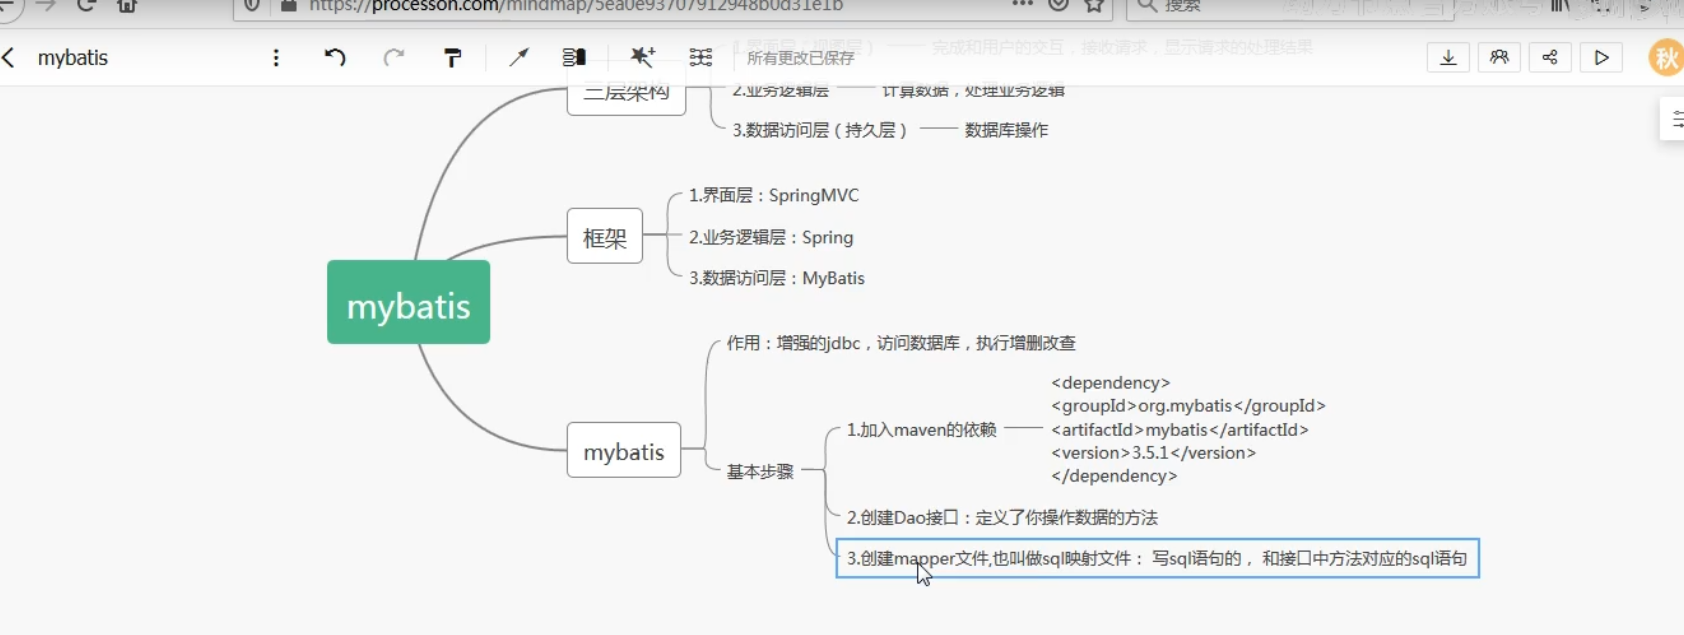 https://processon.com/mindmap/5ea0e93707912948b0d31e1b
搜索
mybatis
所有更改已保存
秋
完成和用户的交互，接收请求，显示请求的处理结果
三层架构
2.业务逻辑层
计算数据，处理业务逻辑
3.数据访问层（持久层）
数据库操作
框架
1.界面层：SpringMVC
2.业务逻辑层：Spring
3.数据访问层：MyBatis
mybatis
mybatis
作用：增强的jdbc，访问数据库，执行增删改查
基本步骤
1.加入maven的依赖
<dependency>
<groupId>org.mybatis</groupId>
<artifactId>mybatis</artifactId>
<version>3.5.1</version>
</dependency>
2.创建Dao接口：定义了你操作数据的方法
3.创建mapper文件,也叫做sql映射文件： 写sql语句的， 和接口中方法对应的sql语句